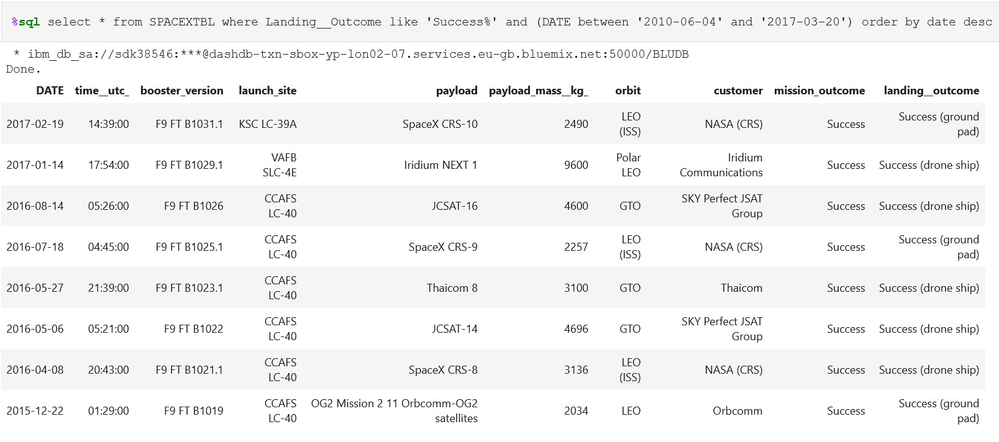 %sql select * from SPACEXTBL where Landing__Outcome like 'Success%' and (DATE between '2010-06-04' and '2017-03-20') order by date desc
* ibm_db_sa://sdk38546:***@dashdb-txn-sbox-yp-lon02-07.services.eu-gb.bluemix.net:50000/BLUDB
Done.
DATE time__utc_ booster_version launch_site payload payload_mass__kg_ orbit customer mission_outcome landing__outcome
2017-02-19 14:39:00 F9 FT B1031.1 KSC LC-39A SpaceX CRS-10 2490 LEO (ISS) NASA (CRS) Success Success (ground pad)
2017-01-14 17:54:00 F9 FT B1029.1 VAFB SLC-4E Iridium NEXT 1 9600 Polar LEO Iridium Communications Success Success (drone ship)
2016-08-14 05:26:00 F9 FT B1026 CCAFS LC-40 JCSAT-16 4600 GTO SKY Perfect JSAT Group Success Success (drone ship)
2016-07-18 04:45:00 F9 FT B1025.1 CCAFS LC-40 SpaceX CRS-9 2257 LEO (ISS) NASA (CRS) Success Success (ground pad)
2016-05-27 21:39:00 F9 FT B1023.1 CCAFS LC-40 Thaicom 8 3100 GTO Thaicom Success Success (drone ship)
2016-05-06 05:21:00 F9 FT B1022 CCAFS LC-40 JCSAT-14 4696 GTO SKY Perfect JSAT Group Success Success (drone ship)
2016-04-08 20:43:00 F9 FT B1021.1 CCAFS LC-40 SpaceX CRS-8 3136 LEO (ISS) NASA (CRS) Success Success (drone ship)
2015-12-22 01:29:00 F9 FT B1019 CCAFS LC-40 OG2 Mission 2 11 Orbcomm-OG2 satellites 2034 LEO Orbcomm Success Success (ground pad)